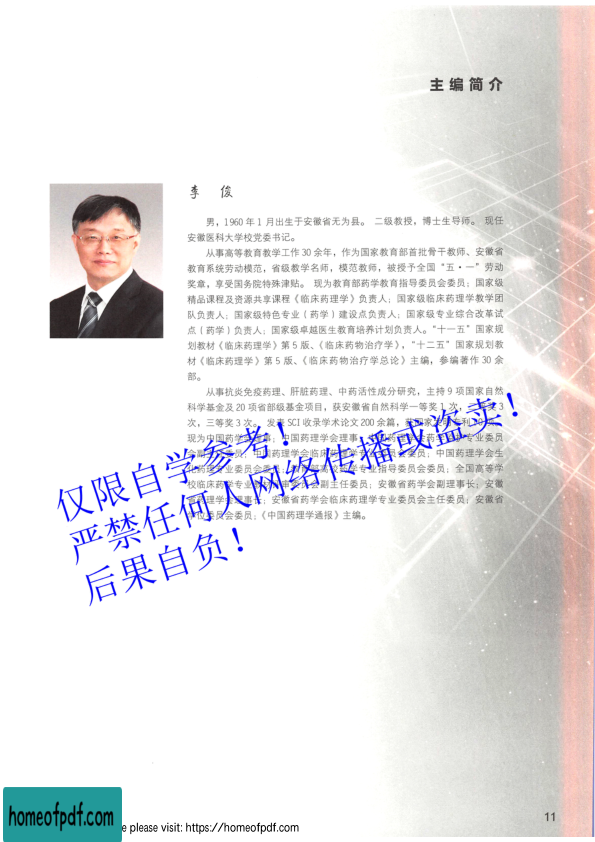 主编简介
李 俊
男，1960 年 1 月出生于安徽省无为县。 二级教授，博士生导师。 现任
安徽医科大学校党委书记。
从事高等教育教学工作 30 余年，作为国家教育部首批骨干教师、安徽省
教育系统劳动模范，省级教学名师，模范教师，被授予全国“五·一”劳动
奖章，享受国务院特殊津贴。 现为教育部药学教育指导委员会委员；国家级
精品课程及资源共享课程《临床药理学》负责人；国家级临床药理学教学团
队负责人；国家级特色专业（药学）建设点负责人；国家级专业综合改革试
点（药学）负责人；国家级卓越医生教育培养计划负责人。“十一五”国家规
划教材《临床药理学》第 5 版、《临床药物治疗学》，“十二五”国家规划教
材《临床药理学》第 5 版、《临床药物治疗学总论》主编，参编著作 30 余
部。
从事抗炎免疫药理、肝脏药理、中药活性成分研究，主持 9 项国家自然
科学基金及 20 项省部级基金项目，获安徽省自然科学一等奖 1 次，二等奖 3
次，三等奖 3 次。 发表 SCI 收录学术论文 200 余篇，
现为中国药学会理事；中国药理学会理事；
中国药理学会临床药理学专业委员会委员；中国药理学会生
专业指导委员会委员；全国高等学
校临床药学专业 委员会副主任委员；安徽省药学会副理事长；安徽
省药理学会理事长；安徽省药学会临床药理学专业委员会主任委员；安徽省
委员会委员；《中国药理学通报》主编。
仅限自学参考！
严禁任何人网络传播或盗卖！
后果自负！
11
homeofpdf.com
e please visit: https://homeofpdf.com